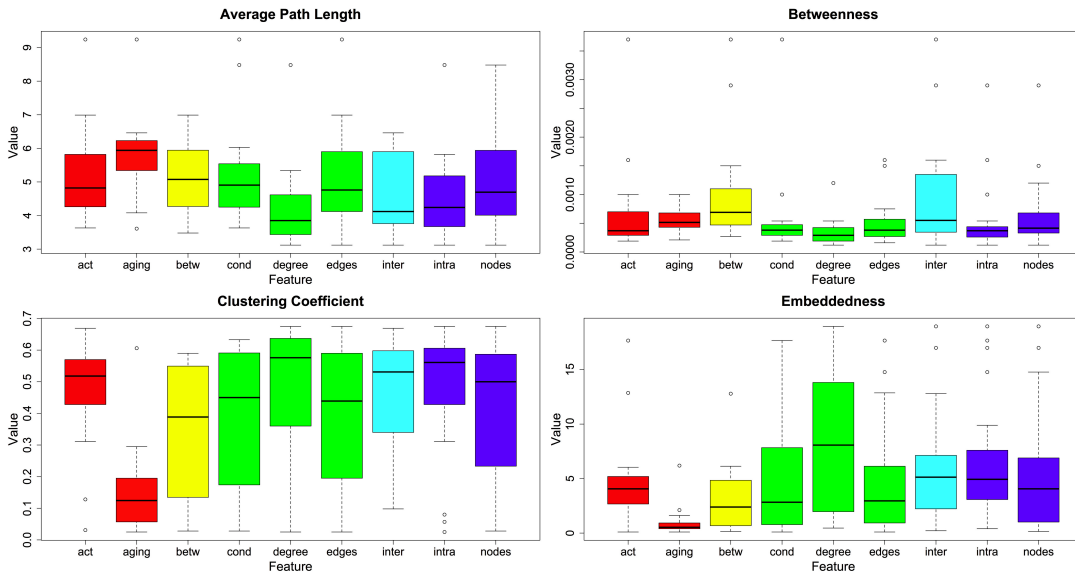 Average Path Length
Value
9
8
7
6
5
4
3
act aging betw cond degree edges inter intra nodes
Feature
Betweenness
Value
0.0030
0.0020
0.0010
0.0000
act aging betw cond degree edges inter intra nodes
Feature
Clustering Coefficient
Value
0.7
0.6
0.5
0.4
0.3
0.2
0.1
0.0
act aging betw cond degree edges inter intra nodes
Feature
Embeddedness
Value
15
10
5
0
act aging betw cond degree edges inter intra nodes
Feature